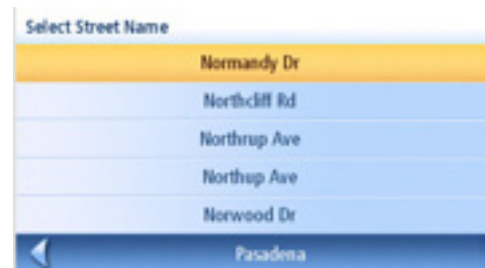 Select Street Name
Normandy Dr
Northcliff Rd
Northrup Ave
Northup Ave
Norwood Dr
Pasadena